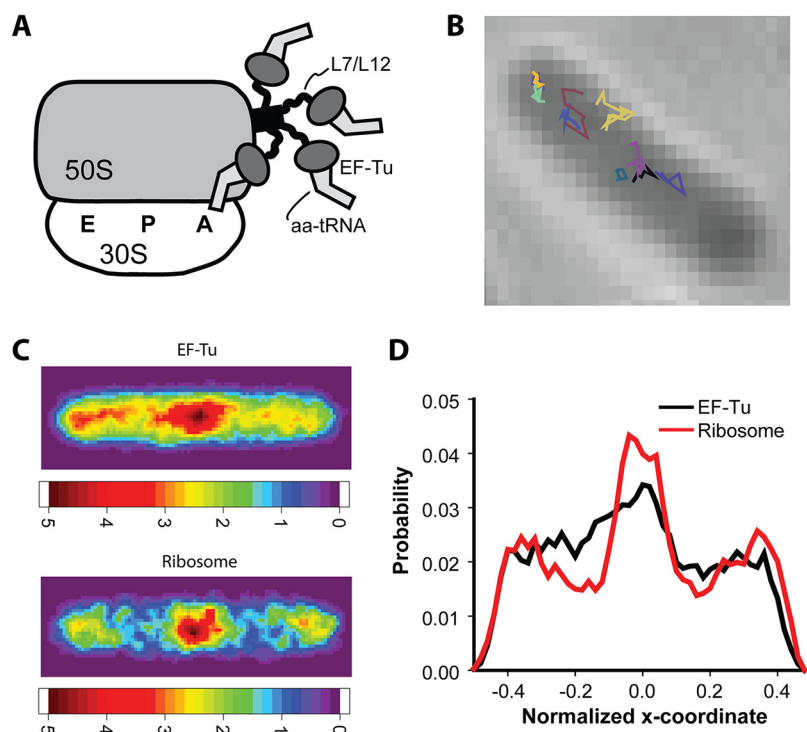 A
L7/L12
50S
EF-Tu
E P A
aa-tRNA
30S
B
C
EF-Tu
5 4 3 2 1 0
Ribosome
5 4 3 2 1 0
D
EF-Tu
Ribosome
0.05
0.04
0.03
0.02
0.01
0.00
Probability
-0.4 -0.2 0.0 0.2 0.4
Normalized x-coordinate